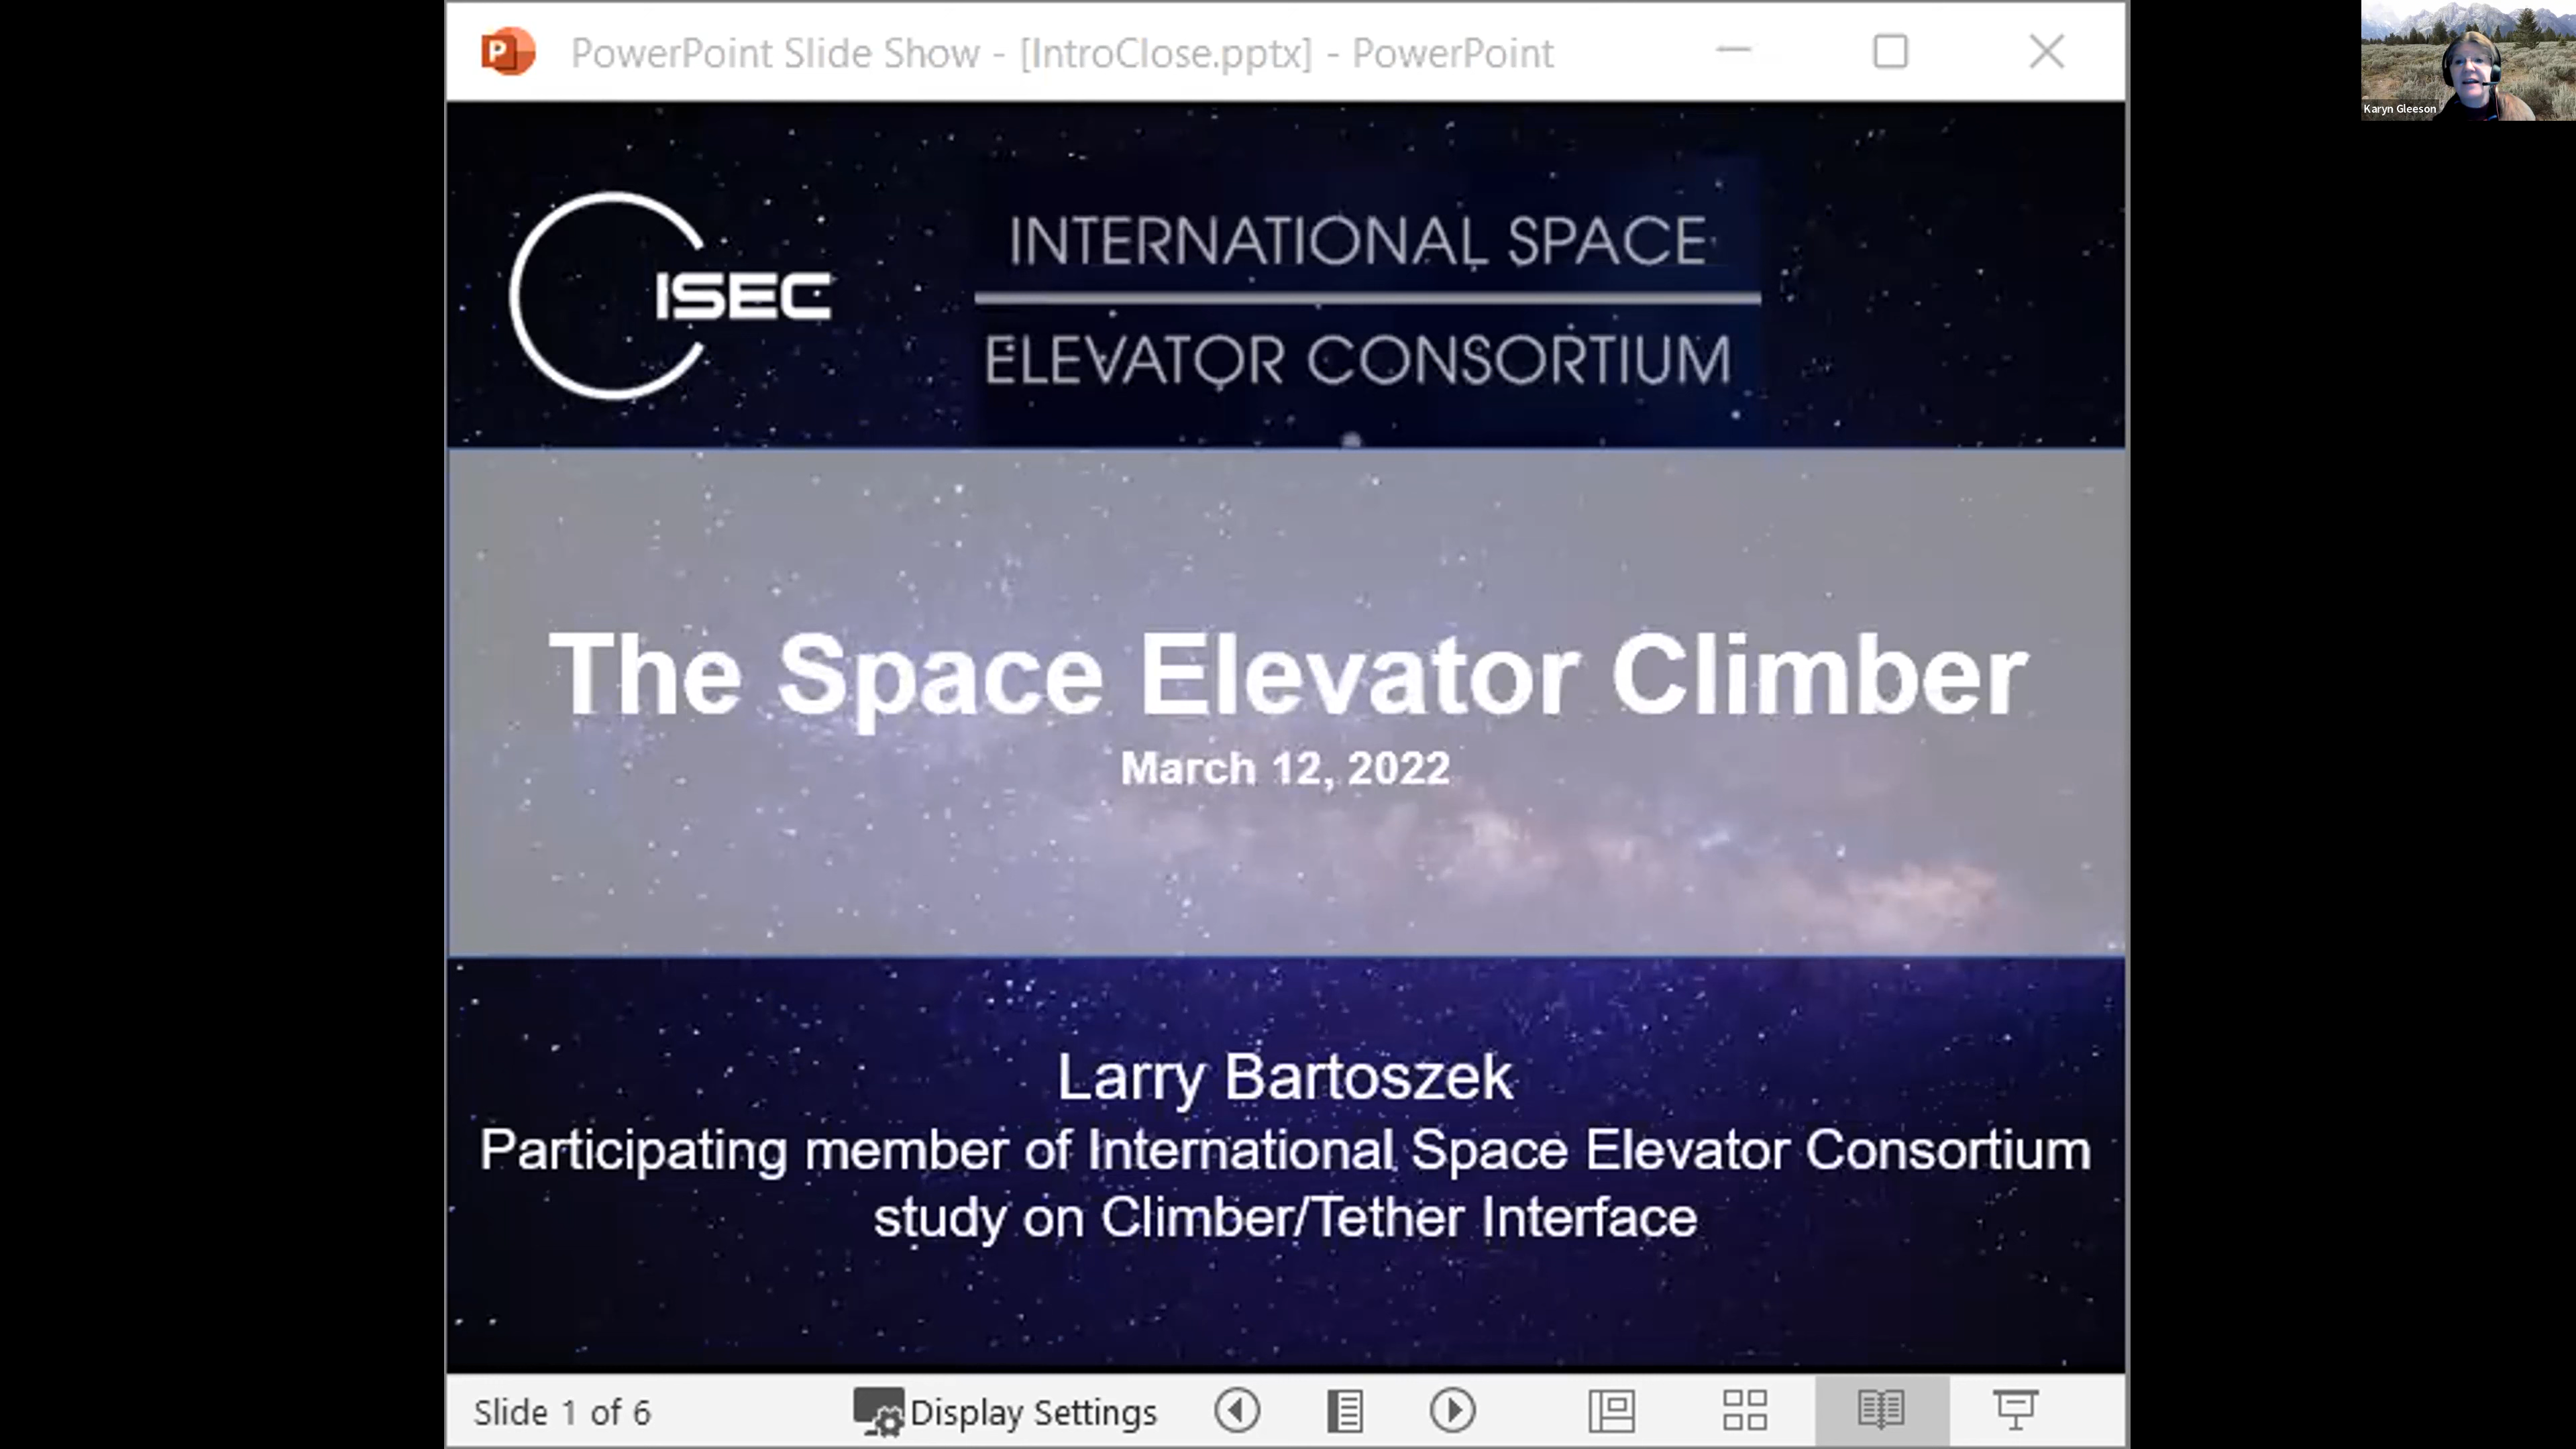 PowerPoint Slide Show - [IntroClose.pptx] - PowerPoint
Karyn Gleeson
ISEC
INTERNATIONAL SPACE
ELEVATOR CONSORTIUM
The Space Elevator Climber
March 12, 2022
Larry Bartoszek
Participating member of International Space Elevator Consortium
study on Climber/Tether Interface
Slide 1 of 6
Display Settings